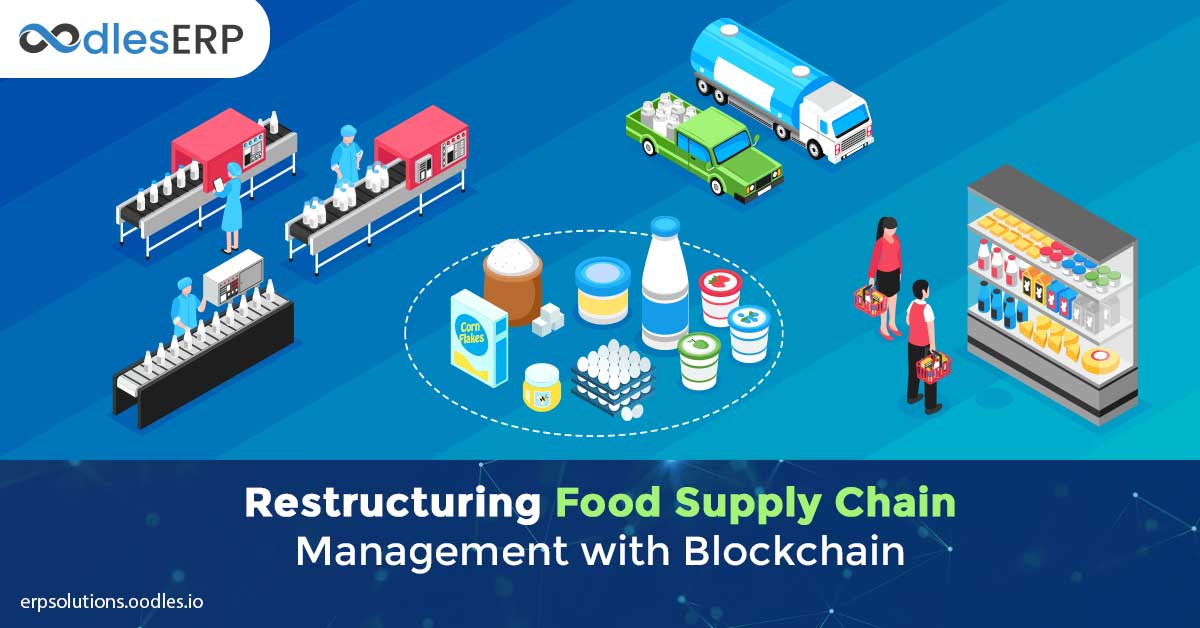 oodlesERP
Corn
Flakes
Restructuring Food Supply Chain
Management with Blockchain
erpsolutions.oodles.io